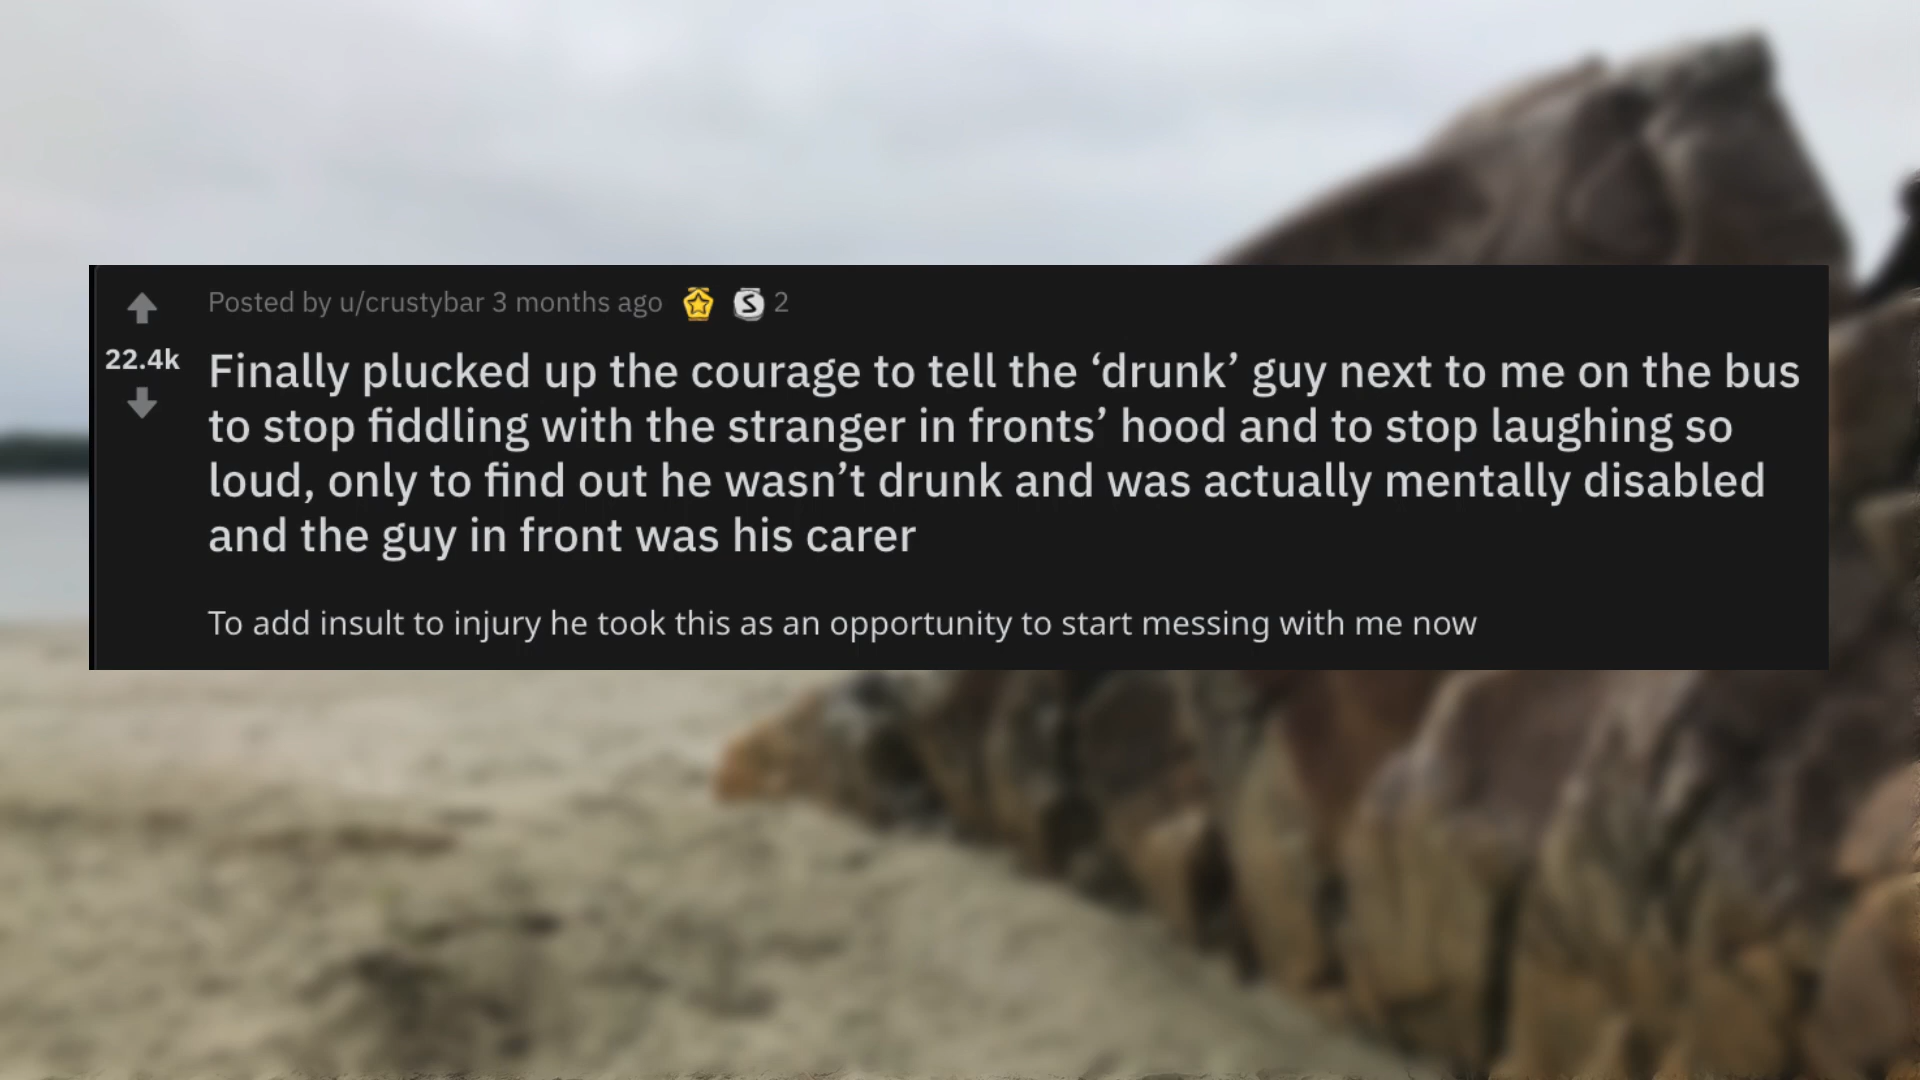 Posted by u/crustybar 3 months ago S 2
22.4k
Finally plucked up the courage to tell the ‘drunk’ guy next to me on the bus
to stop fiddling with the stranger in fronts’ hood and to stop laughing so
loud, only to find out he wasn’t drunk and was actually mentally disabled
and the guy in front was his carer
To add insult to injury he took this as an opportunity to start messing with me now